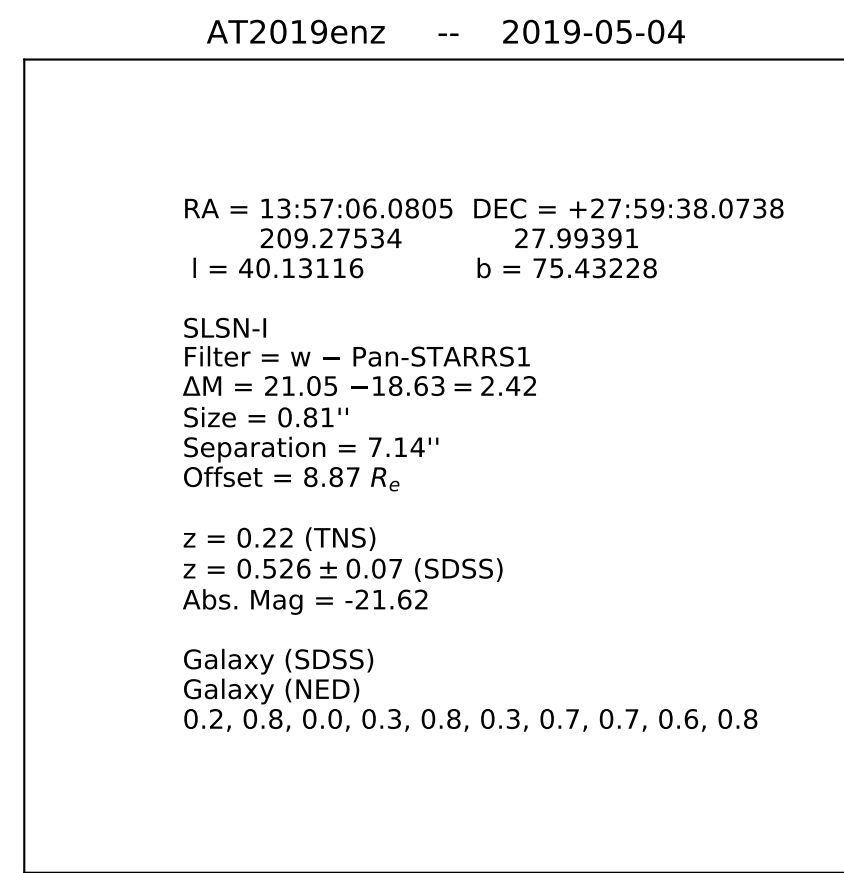 AT2019enz -- 2019-05-04
RA = 13:57:06.0805 DEC = +27:59:38.0738
209.27534 27.99391
l = 40.13116 b = 75.43228
SLSN-I
Filter = w − Pan-STARRS1
ΔM = 21.05 −18.63 = 2.42
Size = 0.81''
Separation = 7.14''
Offset = 8.87 Rₑ
z = 0.22 (TNS)
z = 0.526 ± 0.07 (SDSS)
Abs. Mag = -21.62
Galaxy (SDSS)
Galaxy (NED)
0.2, 0.8, 0.0, 0.3, 0.8, 0.3, 0.7, 0.7, 0.6, 0.8